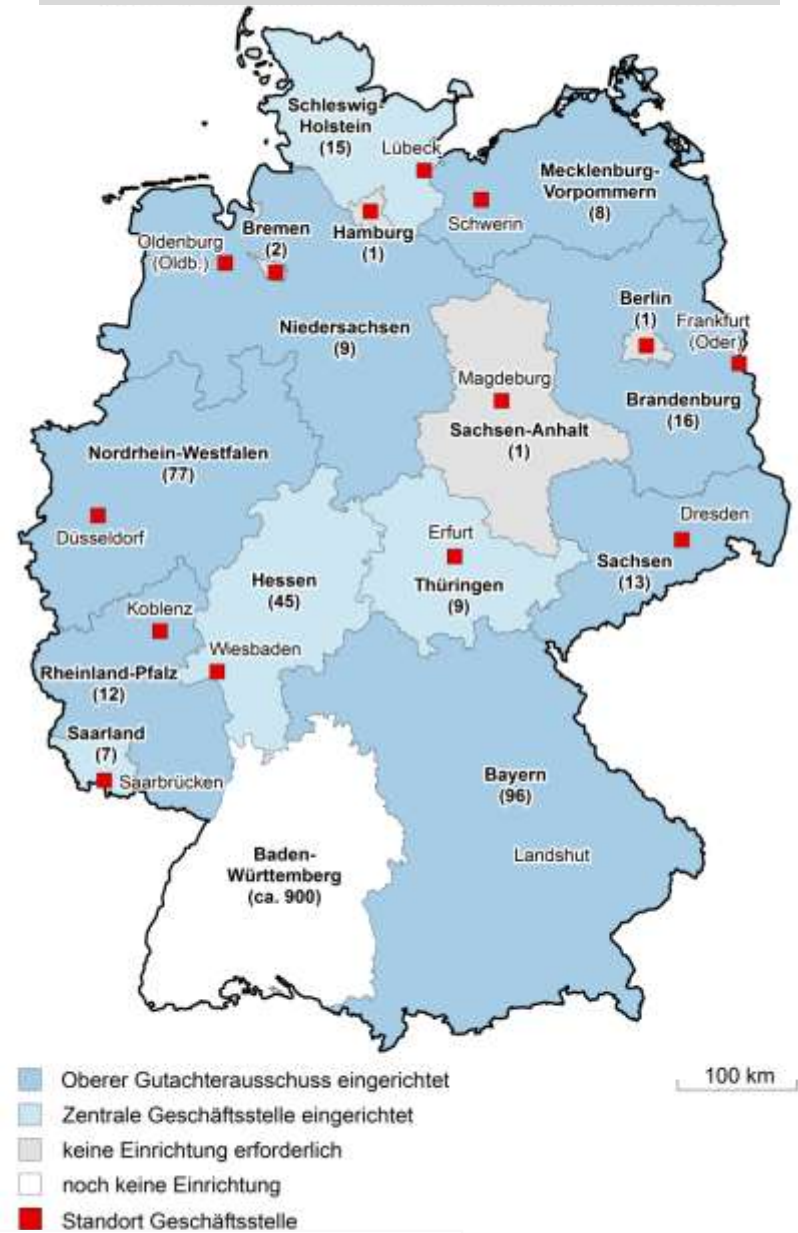 Schleswig-
Holstein
(15)
Lübeck
Mecklenburg-
Vorpommern
(8)
Schwerin
Hamburg
(1)
Bremen
(2)
Oldenburg
(Oldb.)
Niedersachsen
(9)
Berlin
(1)
Frankfurt
(Oder)
Brandenburg
(16)
Magdeburg
Sachsen-Anhalt
(1)
Nordrhein-Westfalen
(77)
Düsseldorf
Dresden
Sachsen
(13)
Erfurt
Thüringen
(9)
Hessen
(45)
Koblenz
Wiesbaden
Rheinland-Pfalz
(12)
Saarland
(7)
Saarbrücken
Bayern
(96)
Landshut
Baden-
Württemberg
(ca. 900)
Oberer Gutachterausschuss eingerichtet
100 km
Zentrale Geschäftsstelle eingerichtet
keine Einrichtung erforderlich
noch keine Einrichtung
Standort Geschäftsstelle